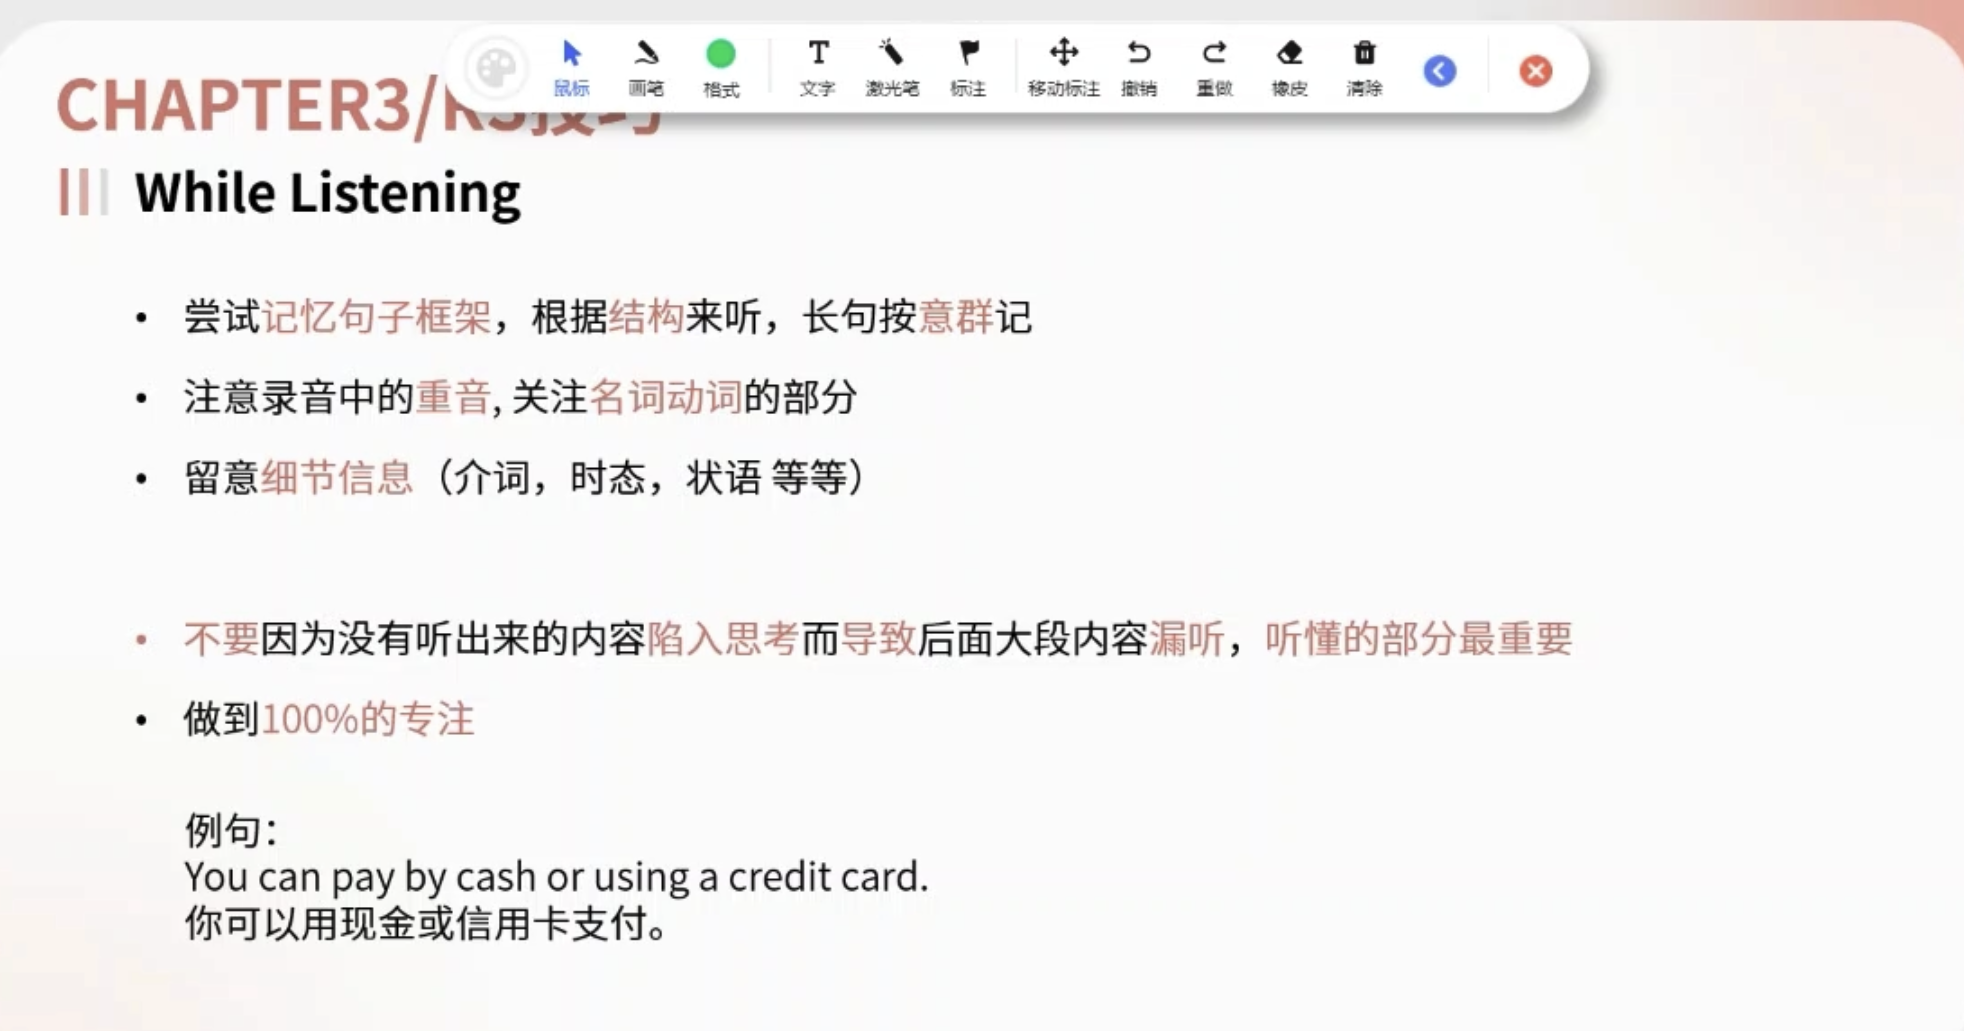 鼠标 画笔 格式 文字 激光笔 标注 移动标注 撤销 重做 橡皮 清除
CHAPTER3/RS技巧
While Listening
• 尝试记忆句子框架，根据结构来听，长句按意群记
• 注意录音中的重音, 关注名词动词的部分
• 留意细节信息（介词，时态，状语 等等）
• 不要因为没有听出来的内容陷入思考而导致后面大段内容漏听，听懂的部分最重要
• 做到100%的专注
例句：
You can pay by cash or using a credit card.
你可以用现金或信用卡支付。